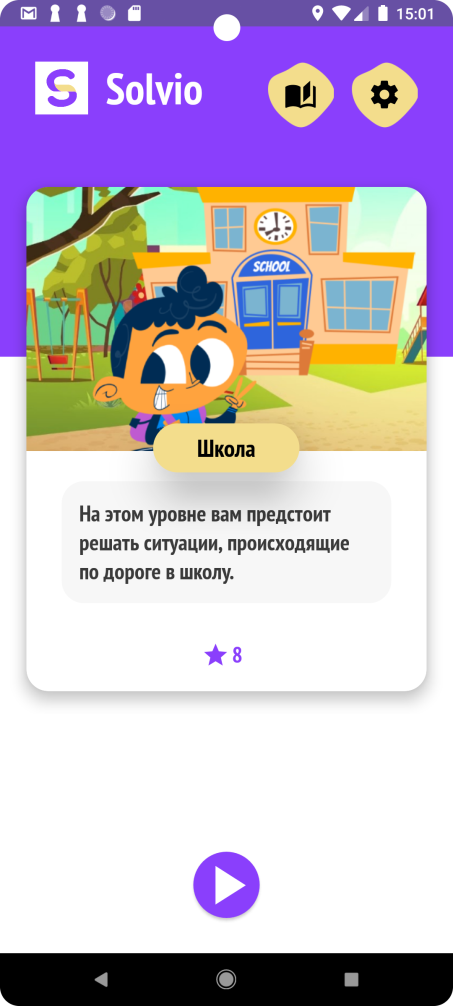 15:01
S Solvio
SCHOOL
Школа
На этом уровне вам предстоит
решать ситуации, происходящие
по дороге в школу.
8